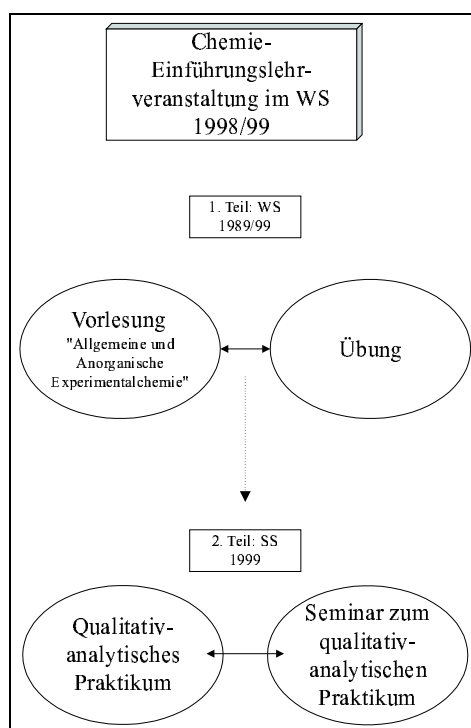 Chemie-
Einführungslehr-
veranstaltung im WS
1998/99
1. Teil: WS
1989/99
Vorlesung
"Allgemeine und
Anorganische
Experimentalchemie"
Übung
2. Teil: SS
1999
Qualitativ-
analytisches
Praktikum
Seminar zum
qualitativ-
analytischen
Praktikum